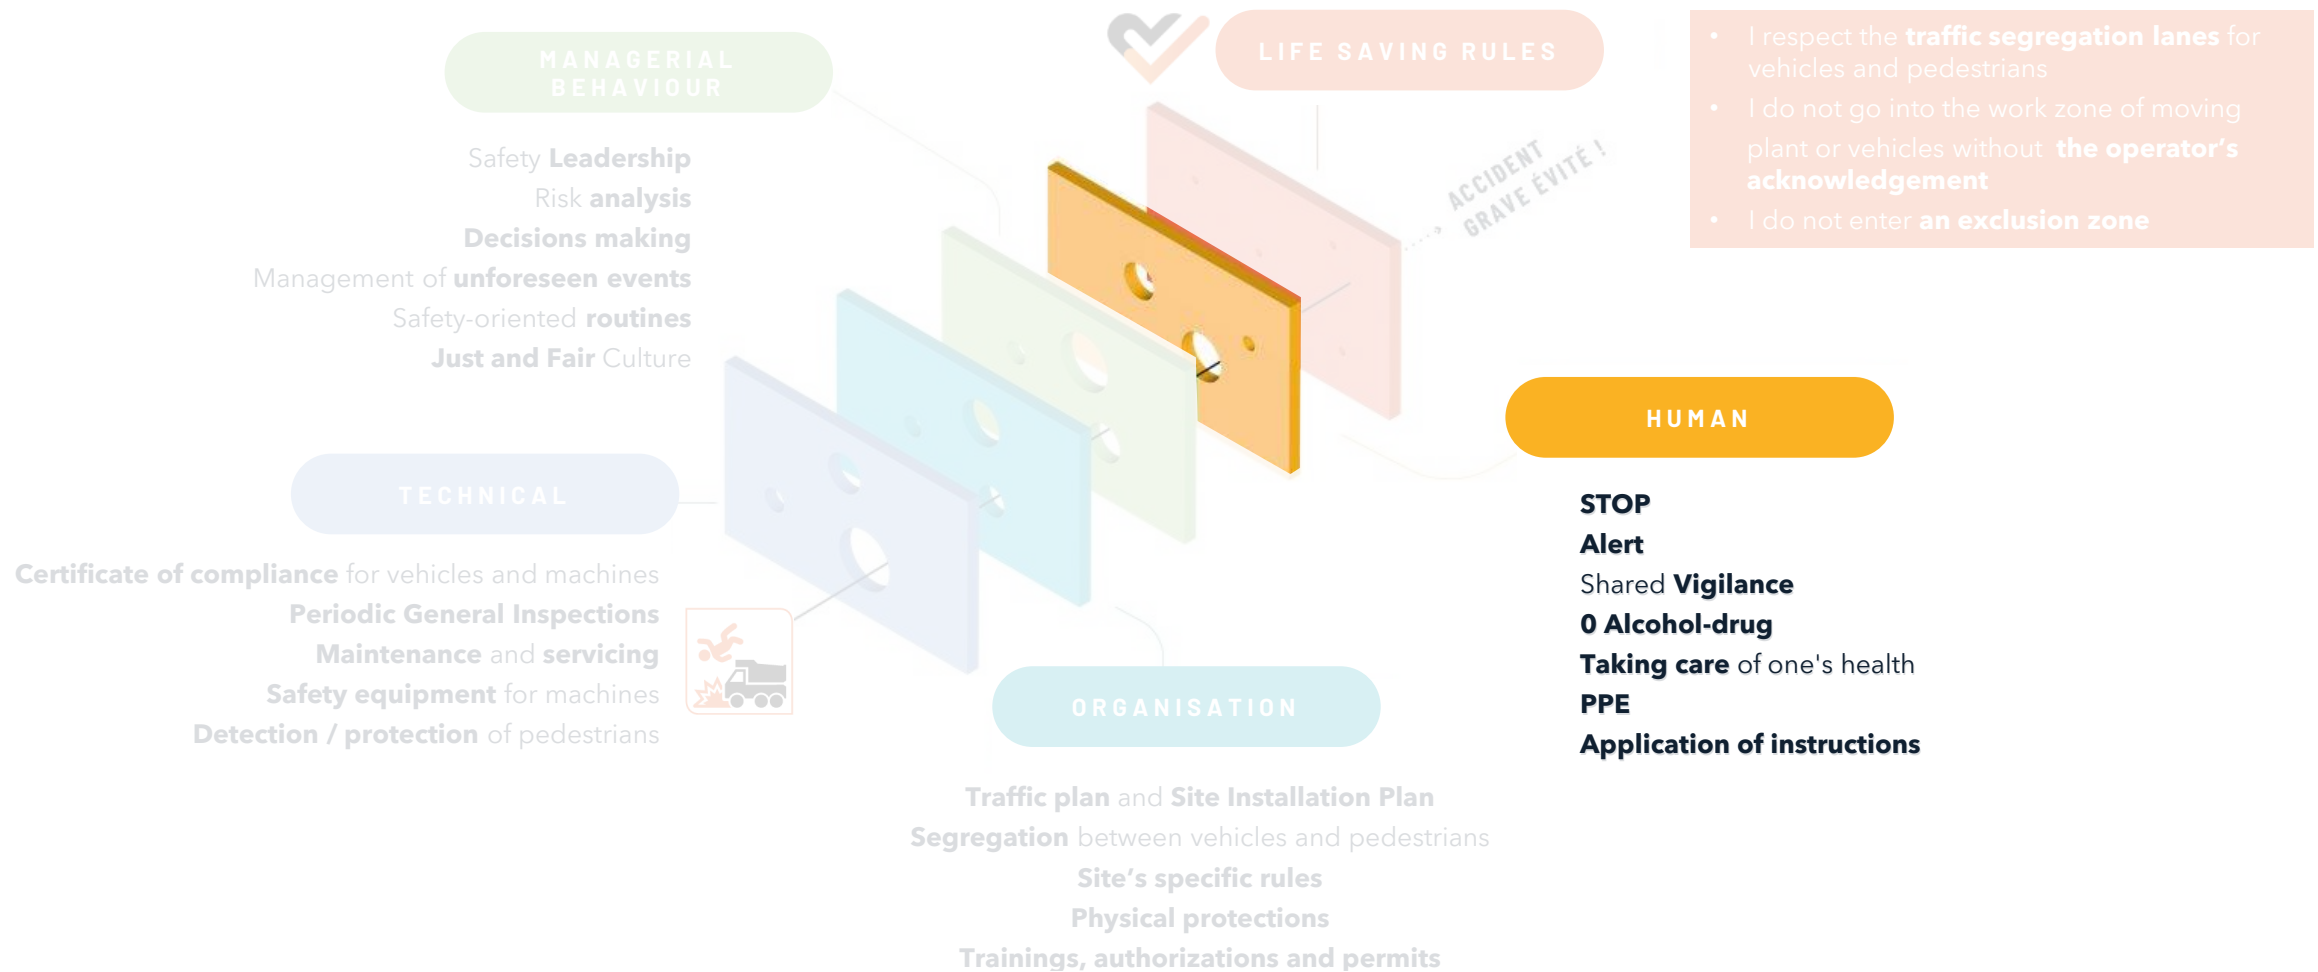 MANAGERIAL
BEHAVIOUR
Safety Leadership
Risk analysis
Decisions making
Management of unforeseen events
Safety-oriented routines
Just and Fair Culture
LIFE SAVING RULES
• I respect the traffic segregation lanes for
vehicles and pedestrians
• I do not go into the work zone of moving
plant or vehicles without the operator’s
acknowledgement
• I do not enter an exclusion zone
ACCIDENT
GRAVE ÉVITÉ !
HUMAN
STOP
Alert
Shared Vigilance
0 Alcohol-drug
Taking care of one's health
PPE
Application of instructions
TECHNICAL
Certificate of compliance for vehicles and machines
Periodic General Inspections
Maintenance and servicing
Safety equipment for machines
Detection / protection of pedestrians
ORGANISATION
Traffic plan and Site Installation Plan
Segregation between vehicles and pedestrians
Site’s specific rules
Physical protections
Trainings, authorizations and permits